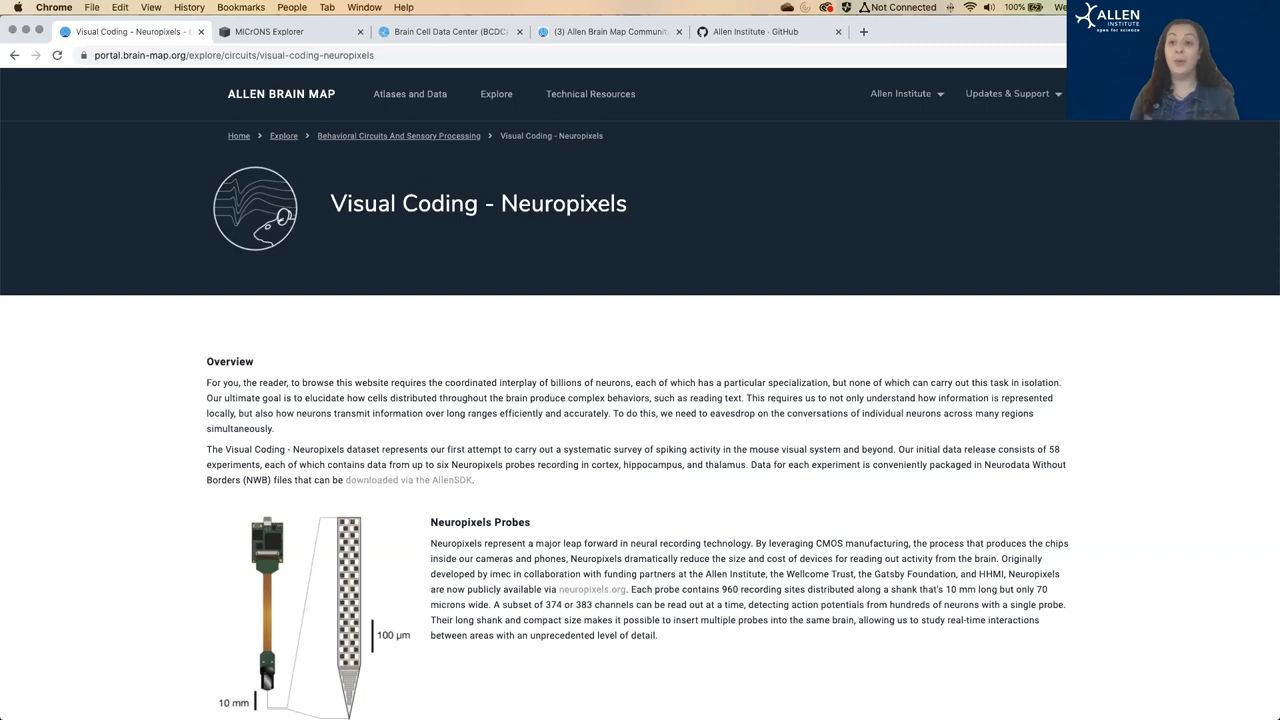 Chrome File Edit View History Bookmarks People Tab Window Help Not Connected 100% We
Visual Coding - Neuropixels - MICrONS Explorer Brain Cell Data Center (BCDC) (3) Allen Brain Map Communit Allen Institute · GitHub
portal.brain-map.org/explore/circuits/visual-coding-neuropixels
ALLEN
INSTITUTE
open for science
ALLEN BRAIN MAP Atlases and Data Explore Technical Resources Allen Institute Updates & Support
Home > Explore > Behavioral Circuits And Sensory Processing > Visual Coding - Neuropixels
Visual Coding - Neuropixels
Overview
For you, the reader, to browse this website requires the coordinated interplay of billions of neurons, each of which has a particular specialization, but none of which can carry out this task in isolation.
Our ultimate goal is to elucidate how cells distributed throughout the brain produce complex behaviors, such as reading text. This requires us to not only understand how information is represented
locally, but also how neurons transmit information over long ranges efficiently and accurately. To do this, we need to eavesdrop on the conversations of individual neurons across many regions
simultaneously.
The Visual Coding - Neuropixels dataset represents our first attempt to carry out a systematic survey of spiking activity in the mouse visual system and beyond. Our initial data release consists of 58
experiments, each of which contains data from up to six Neuropixels probes recording in cortex, hippocampus, and thalamus. Data for each experiment is conveniently packaged in Neurodata Without
Borders (NWB) files that can be downloaded via the AllenSDK.
Neuropixels Probes
Neuropixels represent a major leap forward in neural recording technology. By leveraging CMOS manufacturing, the process that produces the chips
inside our cameras and phones, Neuropixels dramatically reduce the size and cost of devices for reading out activity from the brain. Originally
developed by imec in collaboration with funding partners at the Allen Institute, the Wellcome Trust, the Gatsby Foundation, and HHMI, Neuropixels
are now publicly available via neuropixels.org. Each probe contains 960 recording sites distributed along a shank that's 10 mm long but only 70
microns wide. A subset of 374 or 383 channels can be read out at a time, detecting action potentials from hundreds of neurons with a single probe.
Their long shank and compact size makes it possible to insert multiple probes into the same brain, allowing us to study real-time interactions
between areas with an unprecedented level of detail.
100 µm
10 mm